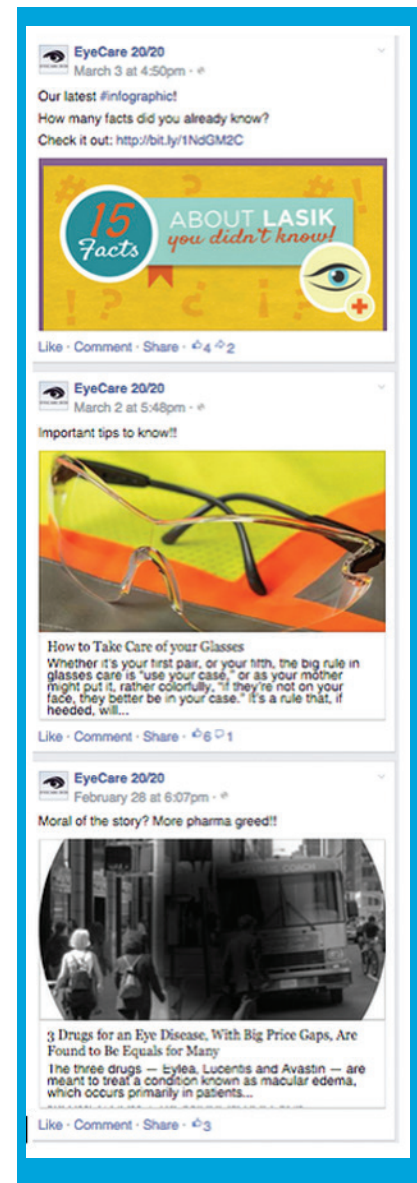 EyeCare 20/20
March 3 at 4:50pm ·
Our latest #infographic!
How many facts did you already know?
Check it out: http://bit.ly/1NdGM2C
15
Facts
ABOUT LASIK
you didn't know!
Like · Comment · Share · 4 2
EyeCare 20/20
March 2 at 5:48pm ·
Important tips to know!!
How to Take Care of your Glasses
Whether it's your first pair, or your fifth, the big rule in
glasses care is "use your case," or as your mother
might put it, rather colorfully, "if they're not on your
face, they better be in your case." It's a rule that, if
heeded, will...
Like · Comment · Share · 6 1
EyeCare 20/20
February 28 at 6:07pm ·
Moral of the story? More pharma greed!!
3 Drugs for an Eye Disease, With Big Price Gaps, Are
Found to Be Equals for Many
The three drugs — Eylea, Lucentis and Avastin — are
meant to treat a condition known as macular edema,
which occurs primarily in patients...
Like · Comment · Share · 3